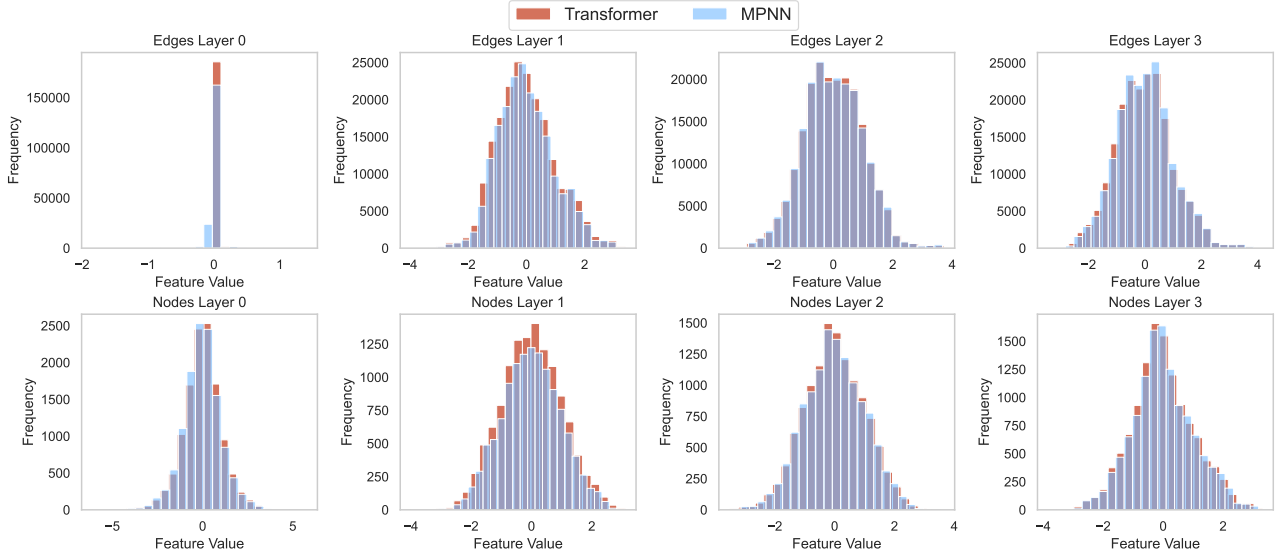 Transformer MPNN
Edges Layer 0 Edges Layer 1 Edges Layer 2 Edges Layer 3
Frequency
150000
100000
50000
0
−2 −1 0 1
Feature Value
Frequency
25000
20000
15000
10000
5000
0
−4 −2 0 2
Feature Value
Frequency
20000
15000
10000
5000
0
−2 0 2 4
Feature Value
Frequency
25000
20000
15000
10000
5000
0
−2 0 2 4
Feature Value
Nodes Layer 0 Nodes Layer 1 Nodes Layer 2 Nodes Layer 3
Frequency
2500
2000
1500
1000
500
0
−5 0 5
Feature Value
Frequency
1250
1000
750
500
250
0
−4 −2 0 2
Feature Value
Frequency
1500
1250
1000
750
500
250
0
−2 0 2 4
Feature Value
Frequency
1500
1250
1000
750
500
250
0
−4 −2 0 2
Feature Value